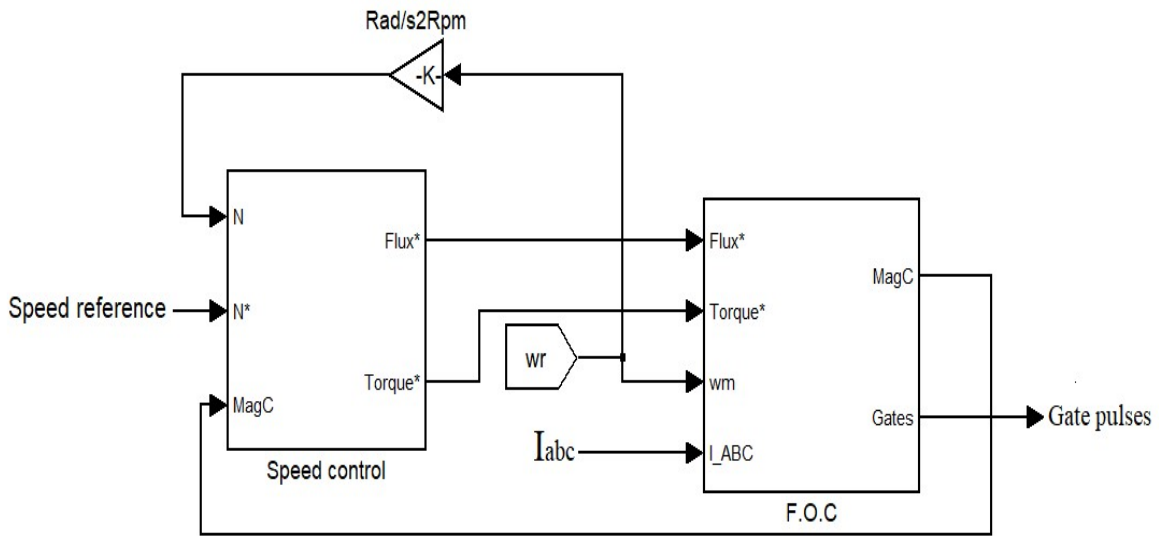 Rad/s2Rpm
-K-
N
Flux*
Flux*
MagC
Speed reference
N*
Torque*
wr
Torque*
wm
MagC
Gates
Gate pulses
Iabc
I_ABC
Speed control
F.O.C